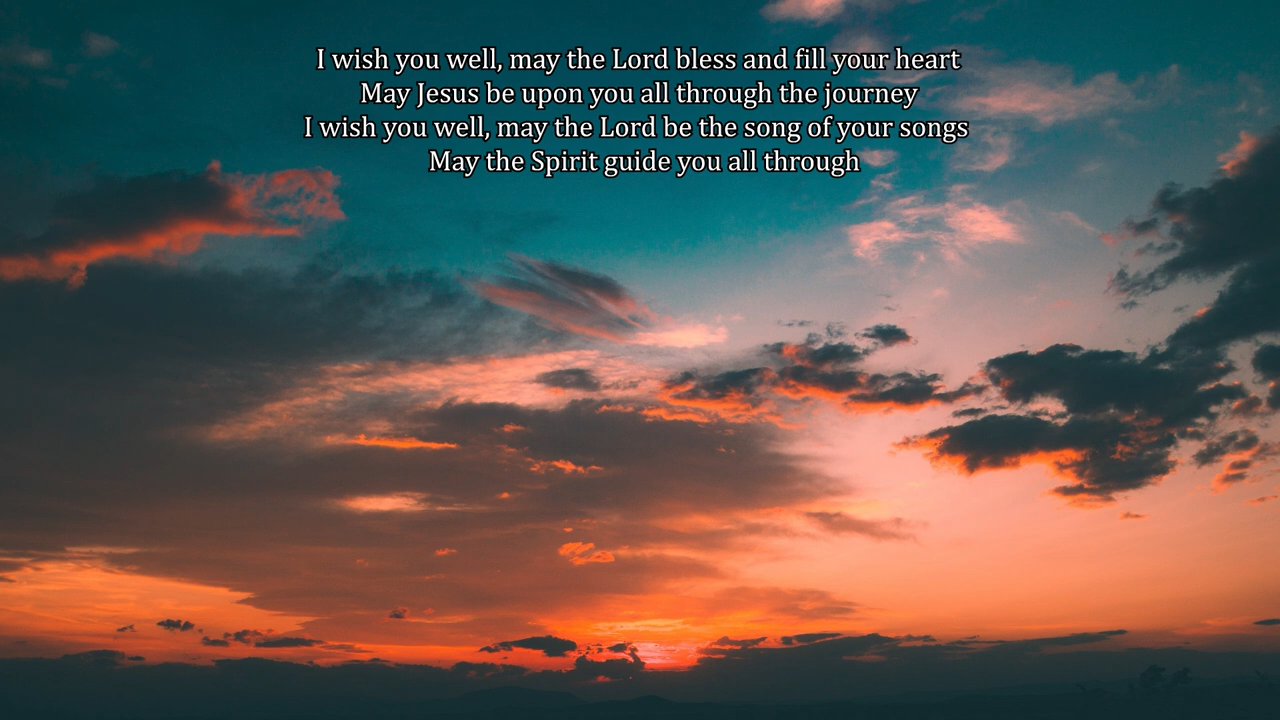 I wish you well, may the Lord bless and fill your heart
May Jesus be upon you all through the journey
I wish you well, may the Lord be the song of your songs
May the Spirit guide you all through